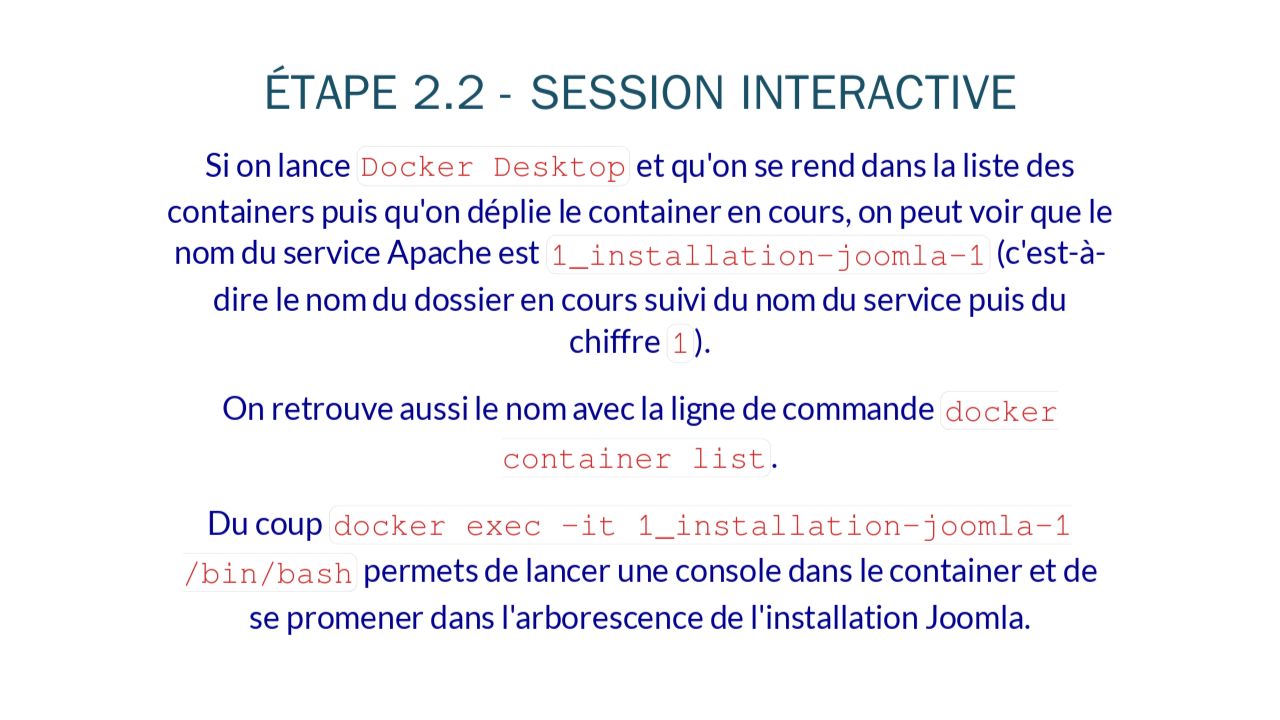 ÉTAPE 2.2 - SESSION INTERACTIVE
Si on lance Docker Desktop et qu'on se rend dans la liste des
containers puis qu'on déplie le container en cours, on peut voir que le
nom du service Apache est 1_installation-joomla-1 (c'est-à-
dire le nom du dossier en cours suivi du nom du service puis du
chiffre 1).
On retrouve aussi le nom avec la ligne de commande docker
container list.
Du coup docker exec -it 1_installation-joomla-1
/bin/bash permets de lancer une console dans le container et de
se promener dans l'arborescence de l'installation Joomla.